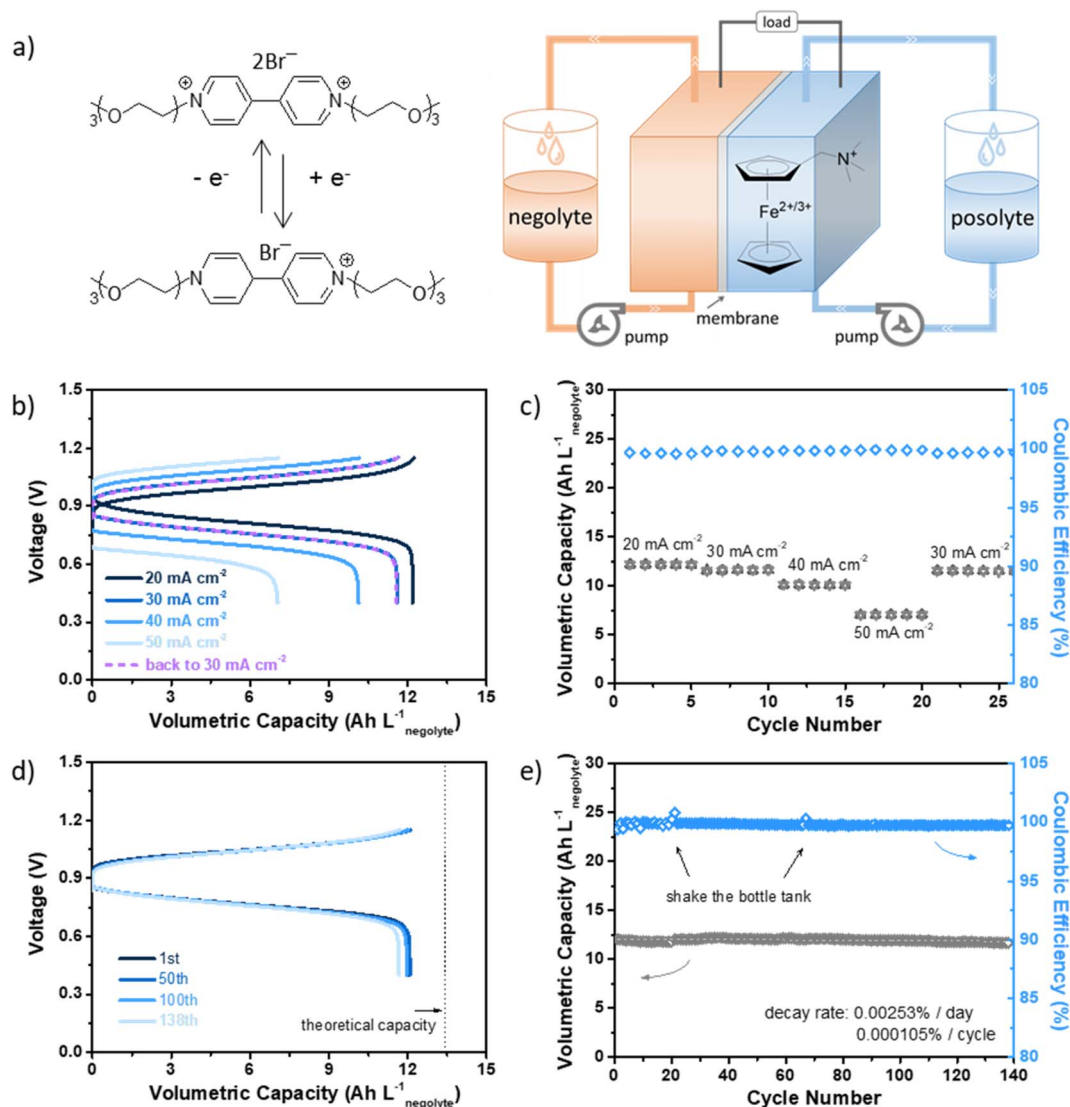 a)
2Br⁻
⊕ ⊕
3(O N N O)3
- e⁻ + e⁻
Br⁻
⊕
3(O N N O)3
load
negolyte
N⁺
Fe²⁺/³⁺
posolyte
membrane
pump
pump
b)
Voltage (V)
1.5
1.2
0.9
0.6
0.3
0.0
20 mA cm⁻²
30 mA cm⁻²
40 mA cm⁻²
50 mA cm⁻²
back to 30 mA cm⁻²
0 3 6 9 12 15
Volumetric Capacity (Ah L⁻¹negolyte)
c)
Volumetric Capacity (Ah L⁻¹negolyte)
30
25
20
15
10
5
0
20 mA cm⁻²
30 mA cm⁻²
40 mA cm⁻²
50 mA cm⁻²
30 mA cm⁻²
105
100
95
90
85
80
Coulombic Efficiency (%)
0 5 10 15 20 25
Cycle Number
d)
Voltage (V)
1.5
1.2
0.9
0.6
0.3
0.0
1st
50th
100th
138th
theoretical capacity
0 3 6 9 12 15
Volumetric Capacity (Ah L⁻¹negolyte)
e)
Volumetric Capacity (Ah L⁻¹negolyte)
30
25
20
15
10
5
0
shake the bottle tank
decay rate: 0.00253% / day
0.000105% / cycle
105
100
95
90
85
80
Coulombic Efficiency (%)
0 20 40 60 80 100 120 140
Cycle Number